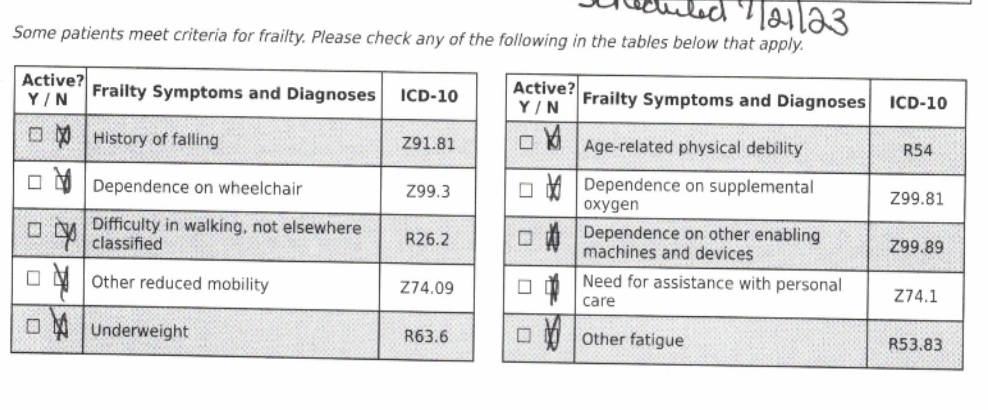 Scheduled 7/21/23
Some patients meet criteria for frailty. Please check any of the following in the tables below that apply.
Active? Y / N Frailty Symptoms and Diagnoses ICD-10
☐ ☒ History of falling Z91.81
☐ ☒ Dependence on wheelchair Z99.3
☐ ☒ Difficulty in walking, not elsewhere classified R26.2
☐ ☒ Other reduced mobility Z74.09
☐ ☒ Underweight R63.6
Active? Y / N Frailty Symptoms and Diagnoses ICD-10
☐ ☒ Age-related physical debility R54
☐ ☒ Dependence on supplemental oxygen Z99.81
☐ ☒ Dependence on other enabling machines and devices Z99.89
☐ ☒ Need for assistance with personal care Z74.1
☐ ☒ Other fatigue R53.83